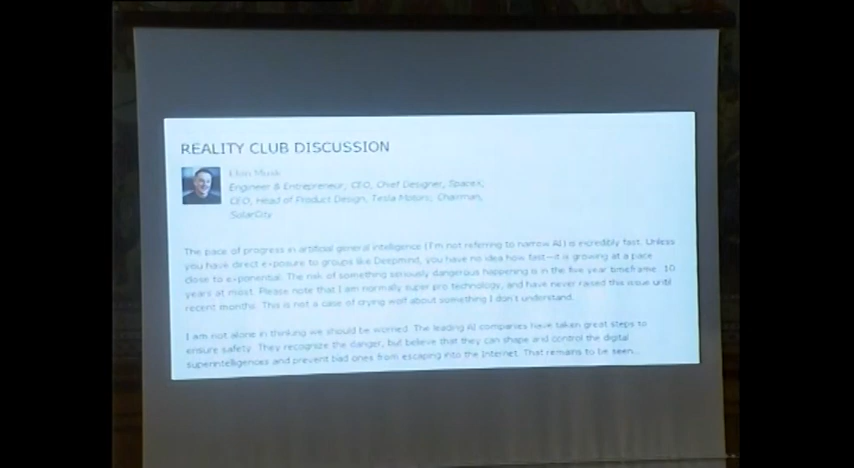 REALITY CLUB DISCUSSION
Elon Musk
Engineer & Entrepreneur; CFO, Chief Designer, SpaceX;
CEO, Head of Product Design, Tesla Motors; Chairman,
SolarCity
The pace of progress in artificial general intelligence (I'm not referring to narrow AI) is incredibly fast. Unless
you have direct exposure to groups like Deepmind, you have no idea how fast—it is growing at a pace
close to exponential. The risk of something seriously dangerous happening is in the five year timeframe. 10
years at most. Please note that I am normally super pro technology, and have never raised this issue until
recent months. This is not a case of crying wolf about something I don't understand.
I am not alone in thinking we should be worried. The leading AI companies have taken great steps to
ensure safety. They recognize the danger, but believe that they can shape and control the digital
superintelligences and prevent bad ones from escaping into the Internet. That remains to be seen...